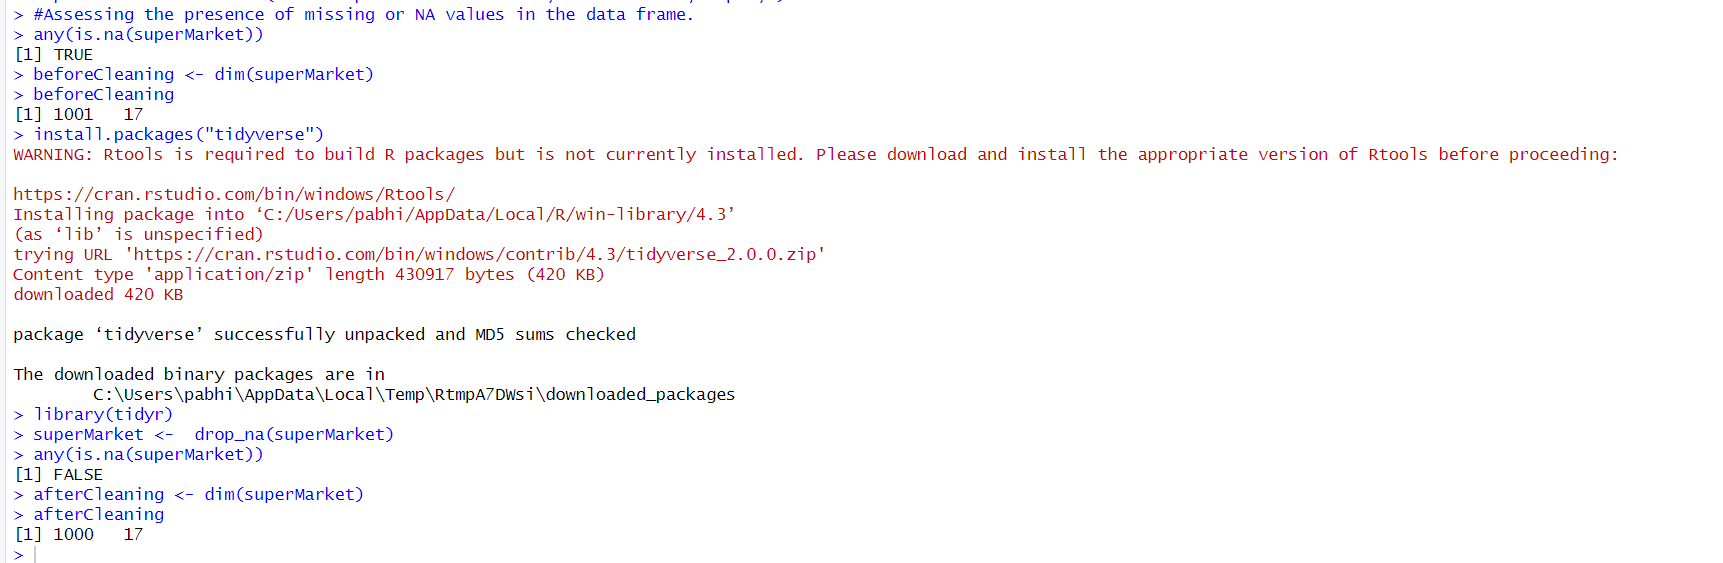 > #Assessing the presence of missing or NA values in the data frame.
> any(is.na(superMarket))
[1] TRUE
> beforeCleaning <- dim(superMarket)
> beforeCleaning
[1] 1001   17
> install.packages("tidyverse")
WARNING: Rtools is required to build R packages but is not currently installed. Please download and install the appropriate version of Rtools before proceeding:
https://cran.rstudio.com/bin/windows/Rtools/
Installing package into ‘C:/Users/pabhi/AppData/Local/R/win-library/4.3’
(as ‘lib’ is unspecified)
trying URL 'https://cran.rstudio.com/bin/windows/contrib/4.3/tidyverse_2.0.0.zip'
Content type 'application/zip' length 430917 bytes (420 KB)
downloaded 420 KB
package ‘tidyverse’ successfully unpacked and MD5 sums checked
The downloaded binary packages are in
        C:\Users\pabhi\AppData\Local\Temp\RtmpA7DWsi\downloaded_packages
> library(tidyr)
> superMarket <-  drop_na(superMarket)
> any(is.na(superMarket))
[1] FALSE
> afterCleaning <- dim(superMarket)
> afterCleaning
[1] 1000   17
>